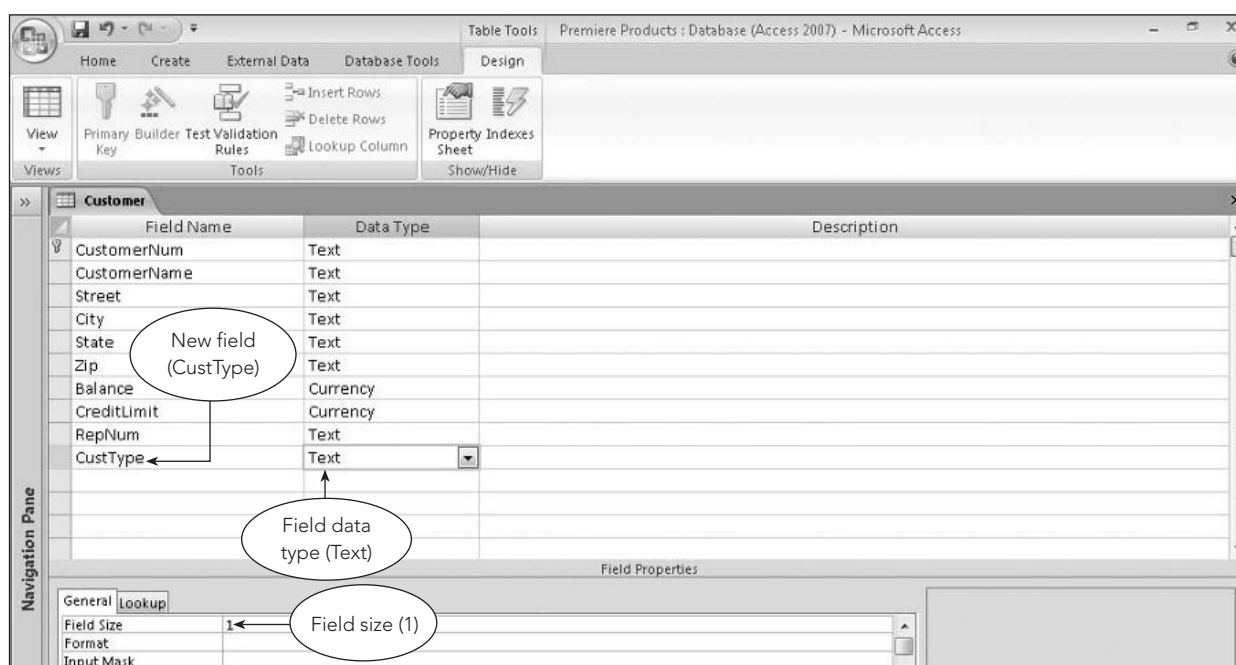 Table Tools
Premiere Products : Database (Access 2007) - Microsoft Access
Home Create External Data Database Tools Design
View
Primary Key
Builder
Test Validation Rules
Insert Rows
Delete Rows
Lookup Column
Property Sheet
Indexes
Views
Tools
Show/Hide
Customer
Field Name Data Type Description
CustomerNum Text
CustomerName Text
Street Text
City Text
State Text
Zip Text
Balance Currency
CreditLimit Currency
RepNum Text
CustType Text
New field (CustType)
Field data type (Text)
Navigation Pane
Field Properties
General Lookup
Field Size 1
Field size (1)
Format
Input Mask